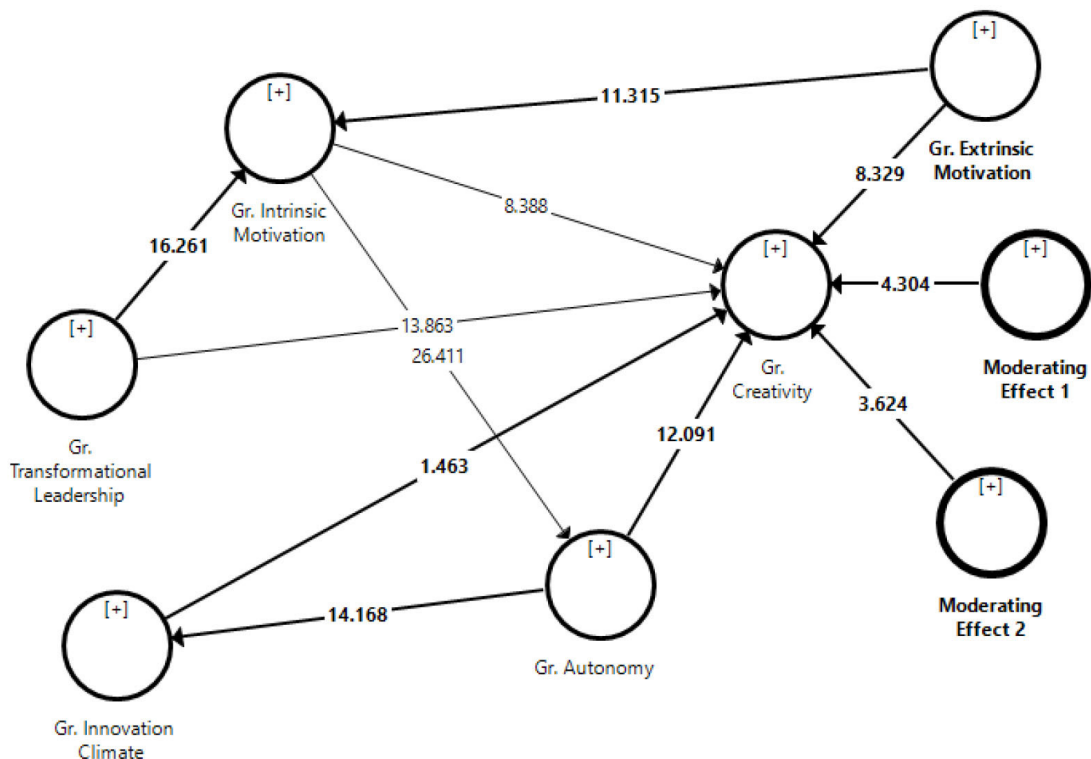 [+]
[+]
11.315
Gr. Extrinsic
Motivation
8.329
8.388
Gr. Intrinsic
Motivation
[+]
[+]
16.261
4.304
[+]
13.863
26.411
Gr.
Creativity
Moderating
Effect 1
3.624
Gr.
Transformational
Leadership
12.091
1.463
[+]
[+]
[+]
14.168
Moderating
Effect 2
Gr. Autonomy
Gr. Innovation
Climate